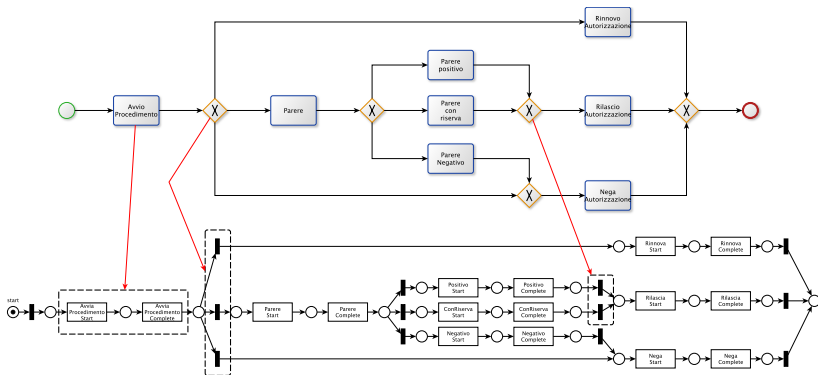 Rinnovo
Autorizzazione
Parere
positivo
Avvio
Procedimento
X
Parere
X
Parere
con
riserva
X
Rilascio
Autorizzazione
X
Parere
Negativo
X
Nega
Autorizzazione
Rinnova
Start
Rinnova
Complete
start
Avvia
Procedimento
Start
Avvia
Procedimento
Complete
Parere
Start
Parere
Complete
Positivo
Start
Positivo
Complete
ConRiserva
Start
ConRiserva
Complete
Negativo
Start
Negativo
Complete
Rilascia
Start
Rilascia
Complete
Nega
Start
Nega
Complete